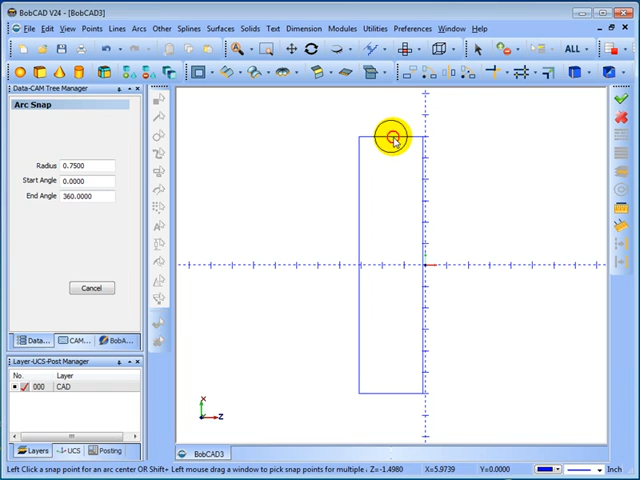 BobCAD V24 - [BobCAD3]
File Edit View Points Lines Arcs Other Splines Surfaces Solids Text Dimension Modules Utilities Preferences Window Help
ALL
Data-CAM Tree Manager
Arc Snap
Radius 0.7500
Start Angle 0.0000
End Angle 360.0000
Cancel
Data... CAM... BobA...
Layer-UCS-Post Manager
No. Layer
000 CAD
Layers UCS Posting
X
Z
BobCAD3
Left Click a snap point for an arc center OR Shift+ Left mouse drag a window to pick snap points for multiple Z=-1.4980 X=5.9739 Y=0.0000